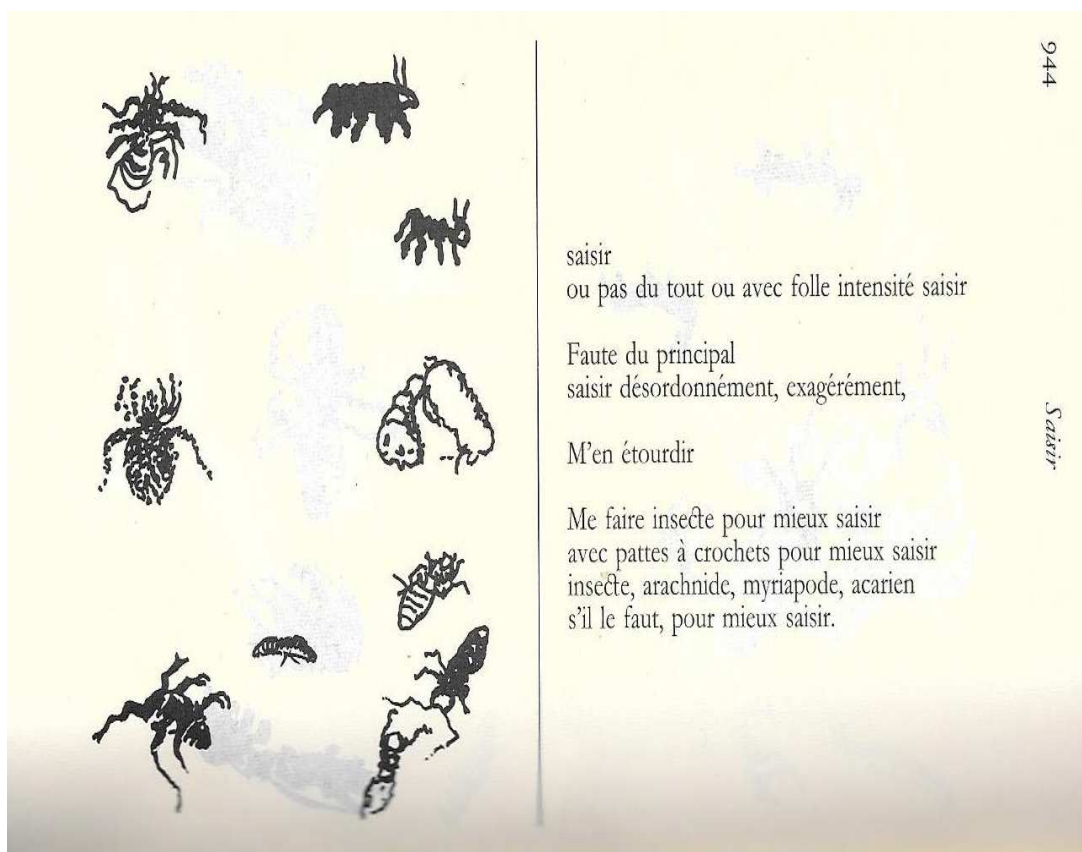 944
Saisir
saisir
ou pas du tout ou avec folle intensité saisir
Faute du principal
saisir désordonnément, exagérément,
M'en étourdir
Me faire insecte pour mieux saisir
avec pattes à crochets pour mieux saisir
insecte, arachnide, myriapode, acarien
s'il le faut, pour mieux saisir.